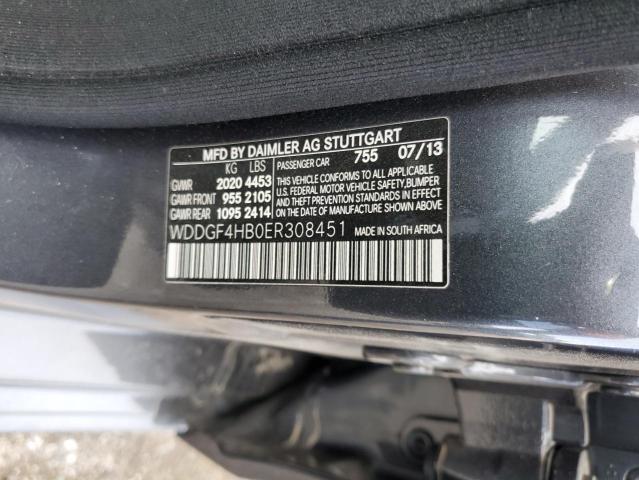 MFD BY DAIMLER AG STUTTGART
KG LBS PASSENGER CAR 755 07/13
GVWR 2020 4453
GAWR FRONT 955 2105
GAWR REAR 1095 2414
THIS VEHICLE CONFORMS TO ALL APPLICABLE
U.S. FEDERAL MOTOR VEHICLE SAFETY, BUMPER
AND THEFT PREVENTION STANDARDS IN EFFECT
ON THE DATE OF MANUFACTURE SHOWN ABOVE.
WDDGF4HB0ER308451 MADE IN SOUTH AFRICA